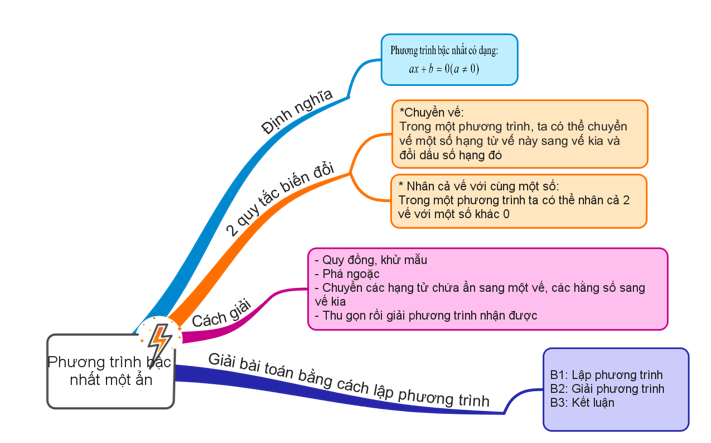 Phương trình bậc nhất một ẩn
Định nghĩa
Phương trình bậc nhất có dạng:
ax + b = 0(a ≠ 0)
2 quy tắc biến đổi
*Chuyển vế:
Trong một phương trình, ta có thể chuyển
vế một số hạng từ vế này sang vế kia và
đổi dấu số hạng đó
* Nhân cả vế với cùng một số:
Trong một phương trình ta có thể nhân cả 2
vế với một số khác 0
Cách giải
- Quy đồng, khử mẫu
- Phá ngoặc
- Chuyển các hạng tử chứa ẩn sang một vế, các hằng số sang
vế kia
- Thu gọn rồi giải phương trình nhận được
Giải bài toán bằng cách lập phương trình
B1: Lập phương trình
B2: Giải phương trình
B3: Kết luận